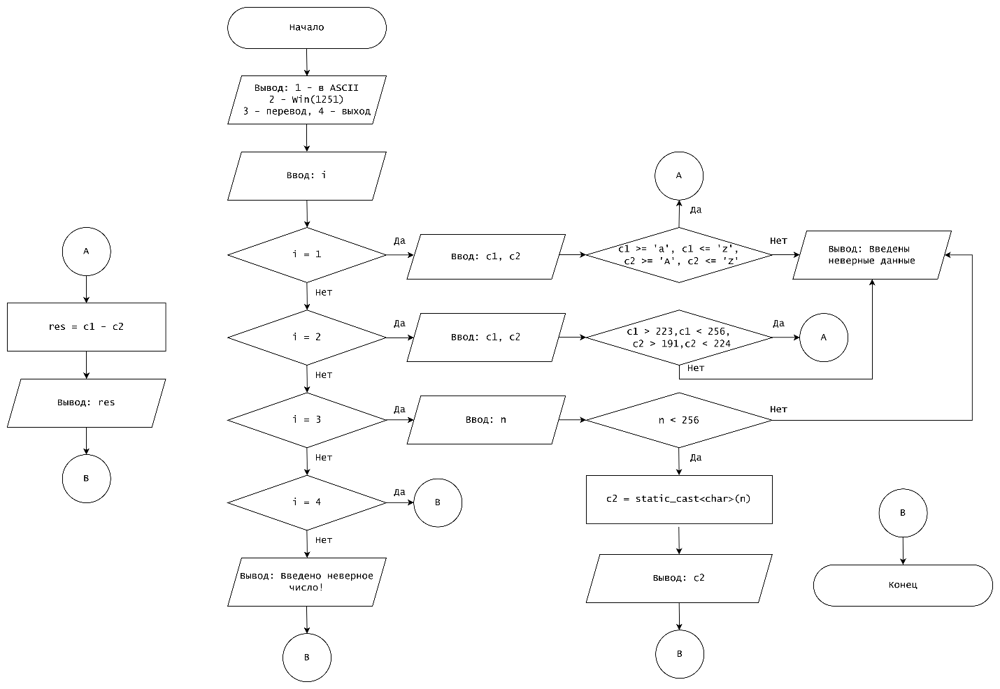 Начало
Вывод: 1 - в ASCII
2 - Win(1251)
3 - перевод, 4 - выход
Ввод: i
i = 1
Да
Ввод: c1, c2
c1 >= 'a', c1 <= 'z',
c2 >= 'A', c2 <= 'Z'
Да
A
Нет
Вывод: Введены
неверные данные
Нет
i = 2
Да
Ввод: c1, c2
c1 > 223,c1 < 256,
c2 > 191,c2 < 224
Да
A
Нет
Нет
i = 3
Да
Ввод: n
n < 256
Нет
Да
c2 = static_cast<char>(n)
Вывод: c2
B
Нет
i = 4
Да
B
Нет
Вывод: Введено неверное
число!
B
A
res = c1 - c2
Вывод: res
B
B
Конец